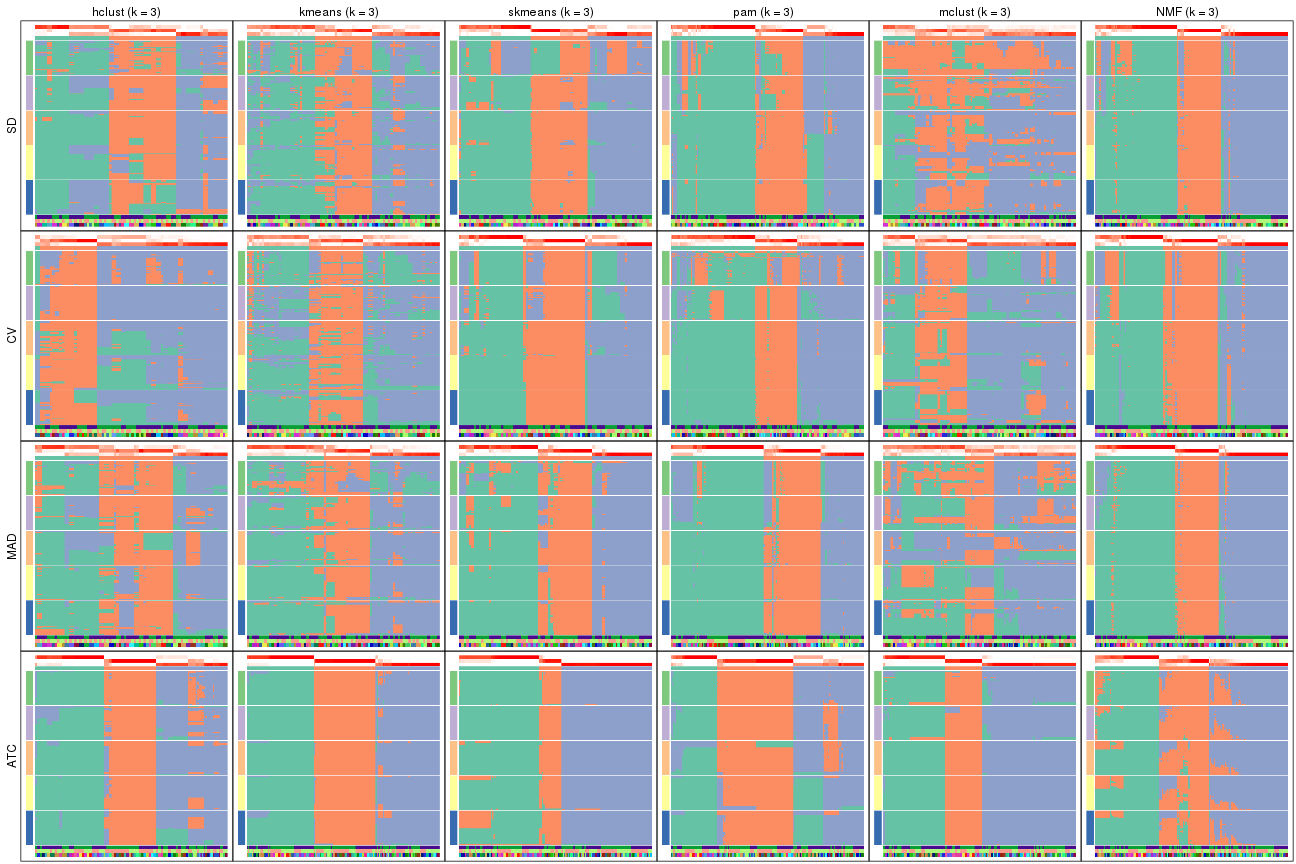 hclust (k = 3) kmeans (k = 3) skmeans (k = 3) pam (k = 3) mclust (k = 3) NMF (k = 3)
SD
CV
MAD
ATC